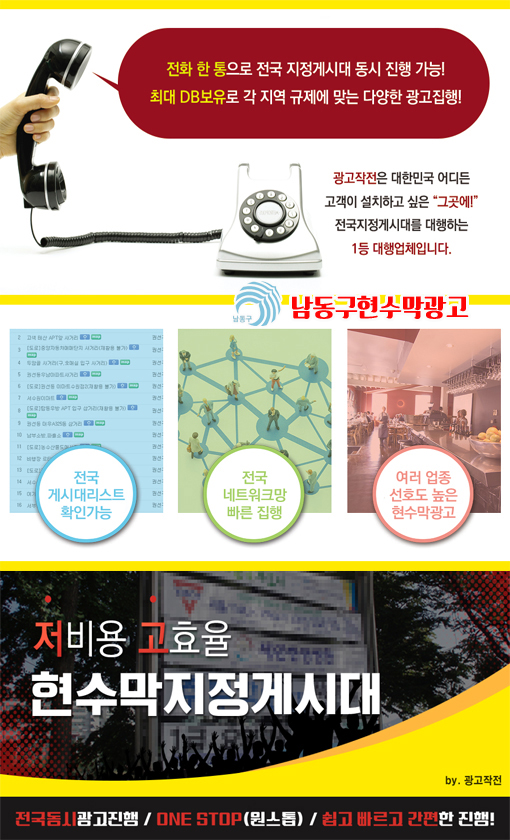 전화 한 통으로 전국 지정게시대 동시 진행 가능!
최대 DB보유로 각 지역 규제에 맞는 다양한 광고집행!
광고작전은 대한민국 어디든
고객이 설치하고 싶은 “그곳에!”
전국지정게시대를 대행하는
1등 대행업체입니다.
남동구
남동구현수막광고
전국
게시대리스트
확인가능
전국
네트워크망
빠른 집행
여러 업종
선호도 높은
현수막광고
저비용 고효율
현수막지정게시대
by. 광고작전
전국동시광고진행 / ONE STOP(원스톱) / 쉽고 빠르고 간편한 진행!